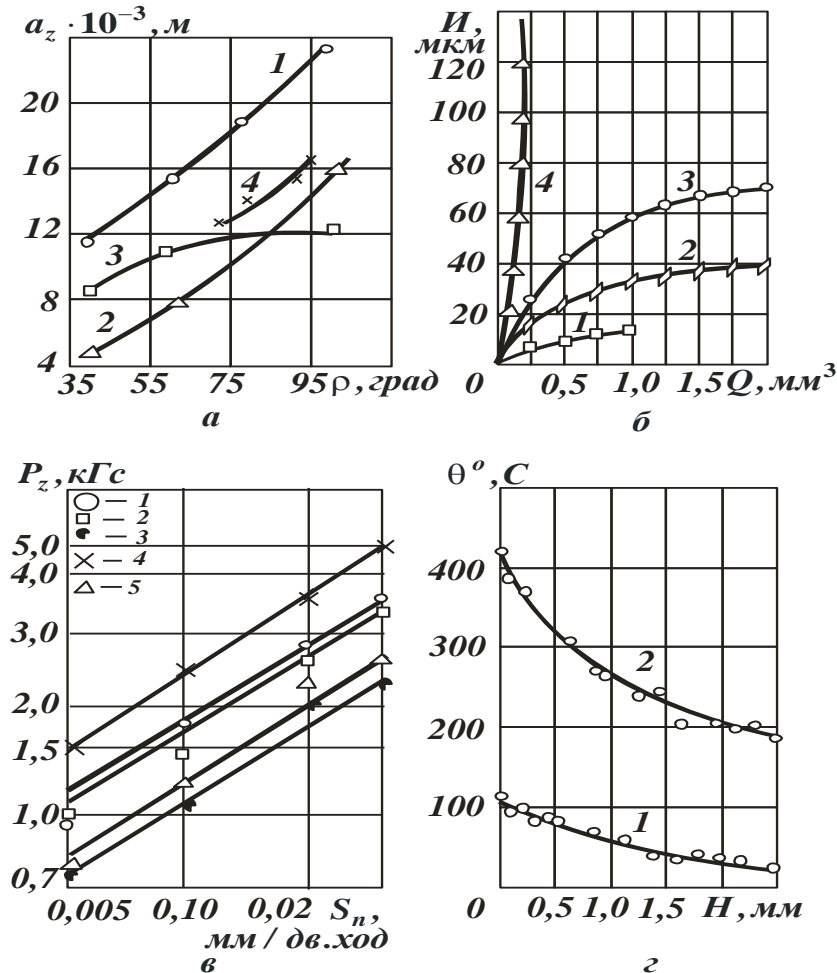 a_z · 10⁻³, м
20
16
12
8
4
35 55 75 95 ρ, град
1
4
3
2
а
И,
мкм
120
100
80
60
40
20
0 0,5 1,0 1,5 Q, мм³
4
3
2
1
б
P_z, кГс
○ — 1
□ — 2
— 3
× — 4
△ — 5
5,0
4,0
3,0
2,0
1,5
1,0
0,7
0,005 0,10 0,02 S_n,
мм / дв.ход
в
θ°, С
400
300
200
100
0 0,5 1,0 1,5 H, мм
2
1
г